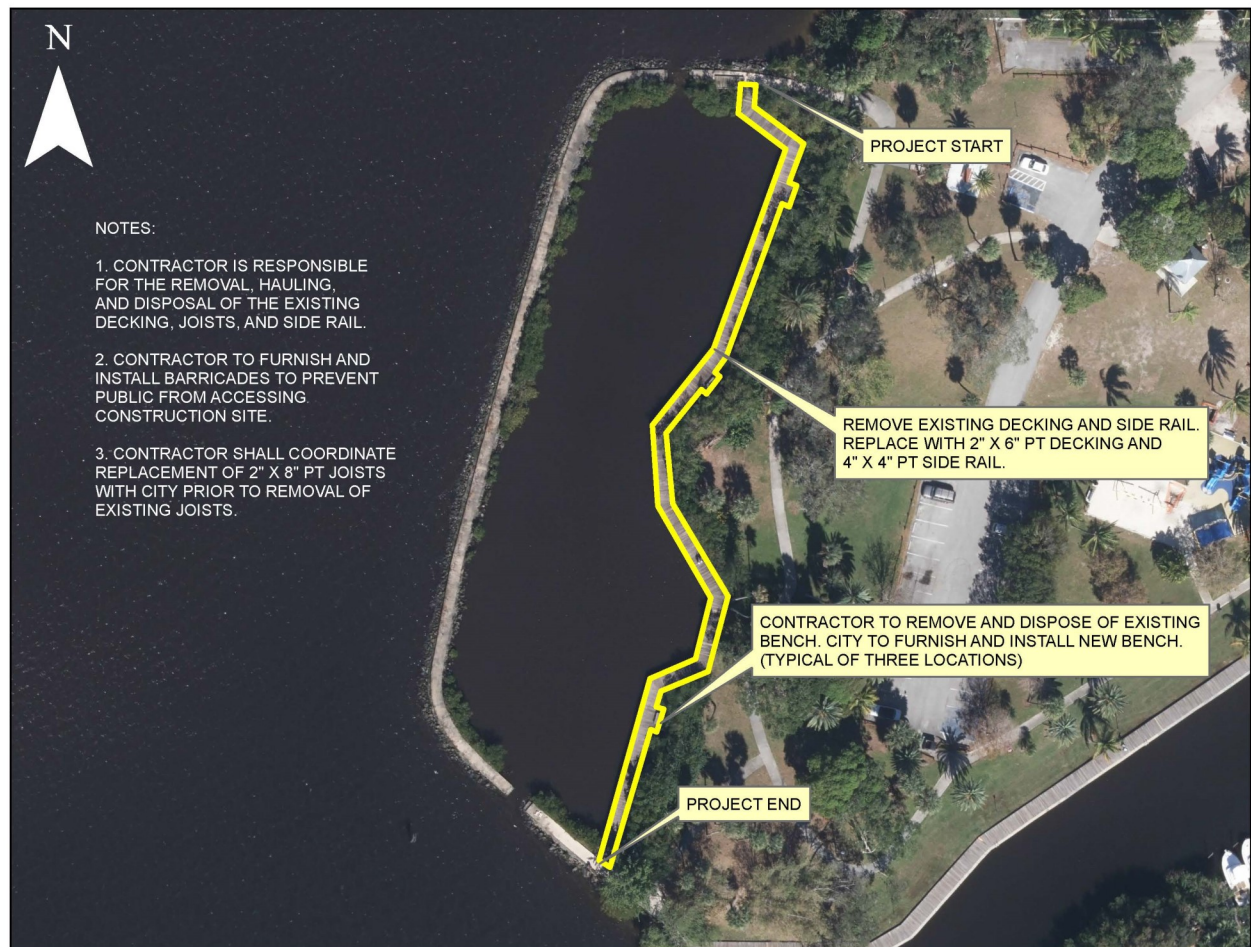 N
PROJECT START
NOTES:
1. CONTRACTOR IS RESPONSIBLE
FOR THE REMOVAL, HAULING,
AND DISPOSAL OF THE EXISTING
DECKING, JOISTS, AND SIDE RAIL.
2. CONTRACTOR TO FURNISH AND
INSTALL BARRICADES TO PREVENT
PUBLIC FROM ACCESSING
CONSTRUCTION SITE.
3. CONTRACTOR SHALL COORDINATE
REPLACEMENT OF 2" X 8" PT JOISTS
WITH CITY PRIOR TO REMOVAL OF
EXISTING JOISTS.
REMOVE EXISTING DECKING AND SIDE RAIL.
REPLACE WITH 2" X 6" PT DECKING AND
4" X 4" PT SIDE RAIL.
CONTRACTOR TO REMOVE AND DISPOSE OF EXISTING
BENCH. CITY TO FURNISH AND INSTALL NEW BENCH.
(TYPICAL OF THREE LOCATIONS)
PROJECT END